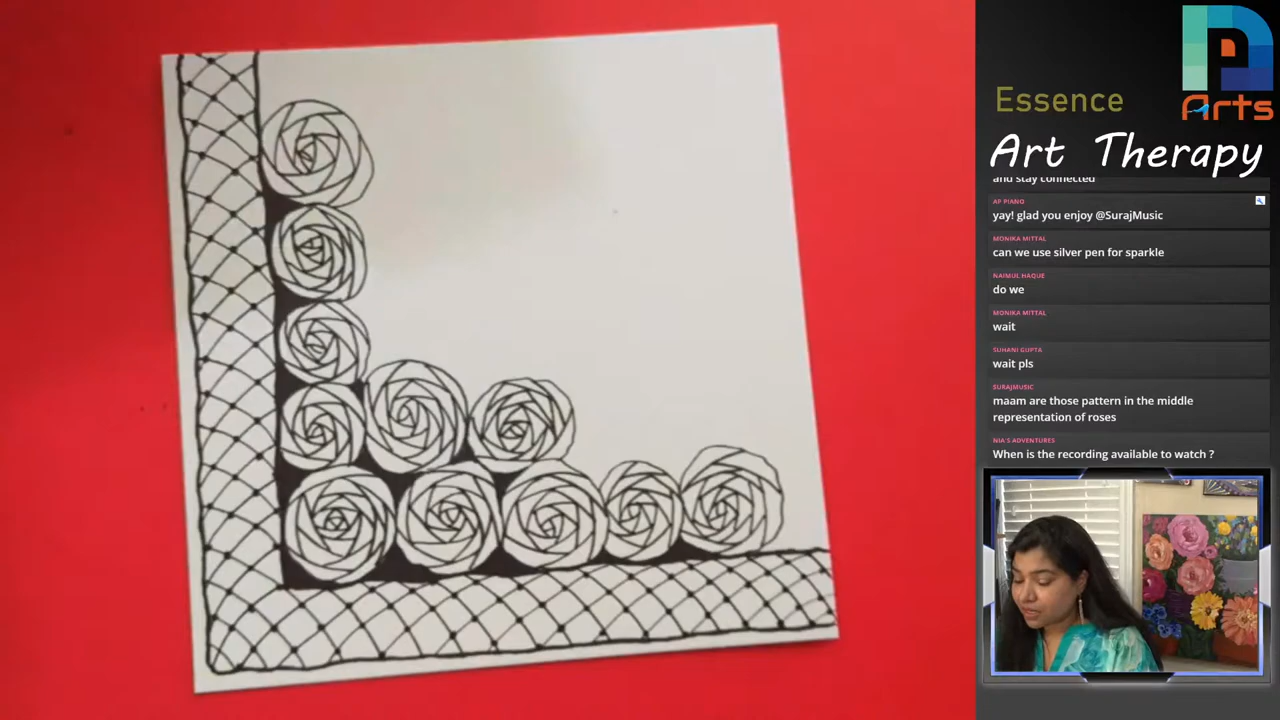 Essence
Arts
Art Therapy
and stay connected
AP PIANO
yay! glad you enjoy @SurajMusic
MONIKA MITTAL
can we use silver pen for sparkle
NAIMUL HAQUE
do we
MONIKA MITTAL
wait
SUHANI GUPTA
wait pls
SURAJMUSIC
maam are those pattern in the middle
representation of roses
NIA'S ADVENTURES
When is the recording available to watch ?